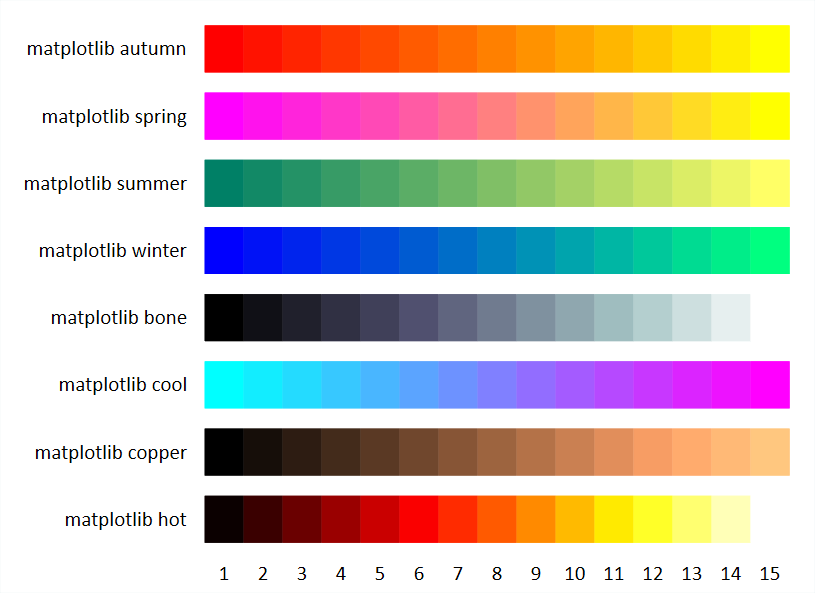 matplotlib autumn
matplotlib spring
matplotlib summer
matplotlib winter
matplotlib bone
matplotlib cool
matplotlib copper
matplotlib hot
1 2 3 4 5 6 7 8 9 10 11 12 13 14 15